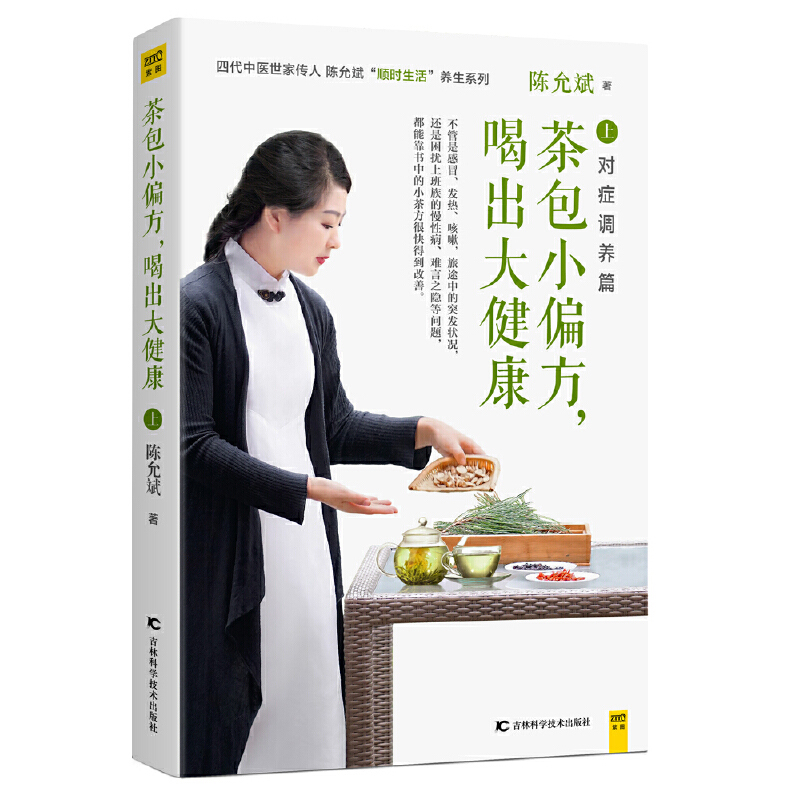 ZITO
紫图
茶包小偏方，喝出大健康
上
陈允斌
著
吉林科学技术出版社
四代中医世家传人 陈允斌“顺时生活”养生系列
陈允斌 著
上 对症调养篇
茶包小偏方，
喝出大健康
不管是感冒、发热、咳嗽，旅途中的突发状况，
还是困扰上班族的慢性病、难言之隐等问题，
都能靠书中的小茶方很快得到改善。
吉林科学技术出版社
ZITO
紫图